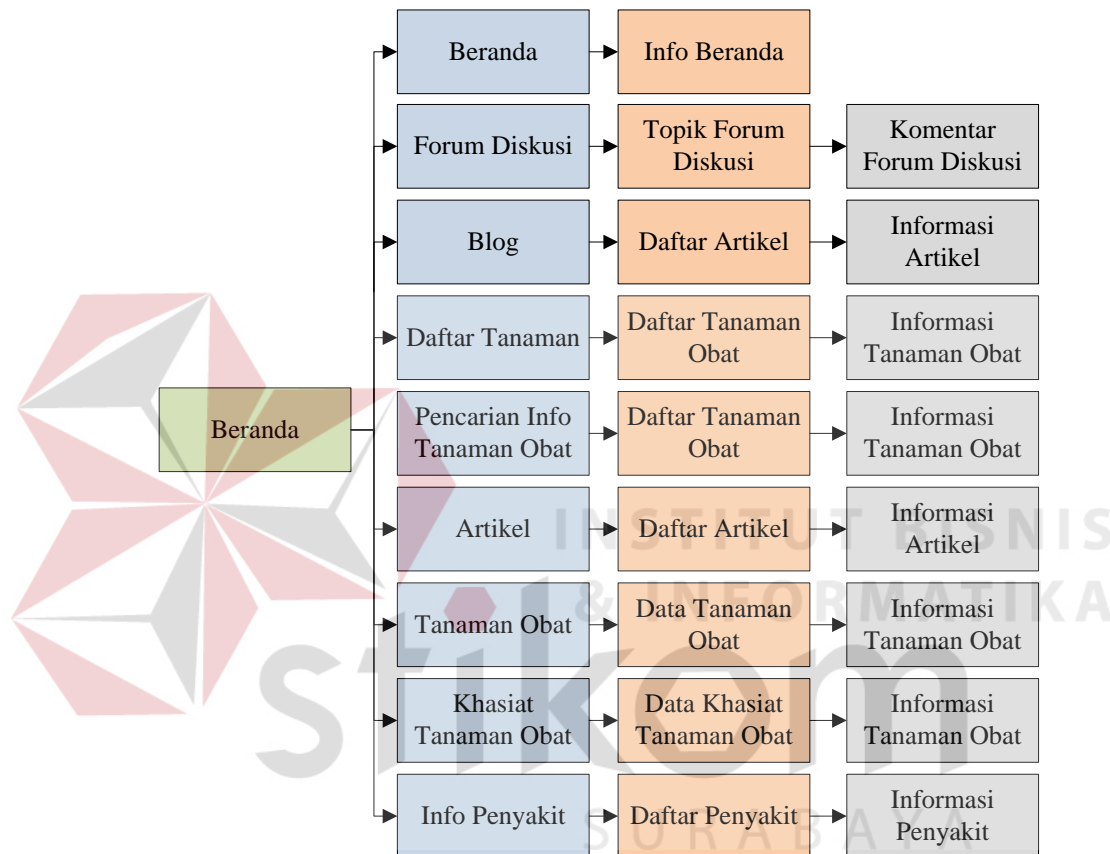 Beranda
Info Beranda
Forum Diskusi
Topik Forum
Diskusi
Komentar
Forum Diskusi
Blog
Daftar Artikel
Informasi
Artikel
Daftar Tanaman
Daftar Tanaman
Obat
Informasi
Tanaman Obat
Beranda
Pencarian Info
Tanaman Obat
Daftar Tanaman
Obat
Informasi
Tanaman Obat
Artikel
Daftar Artikel
Informasi
Artikel
Tanaman Obat
Data Tanaman
Obat
Informasi
Tanaman Obat
Khasiat
Tanaman Obat
Data Khasiat
Tanaman Obat
Informasi
Tanaman Obat
Info Penyakit
Daftar Penyakit
Informasi
Penyakit
INSTITUT BISNIS
& INFORMATIKA
stikom
SURABAYA